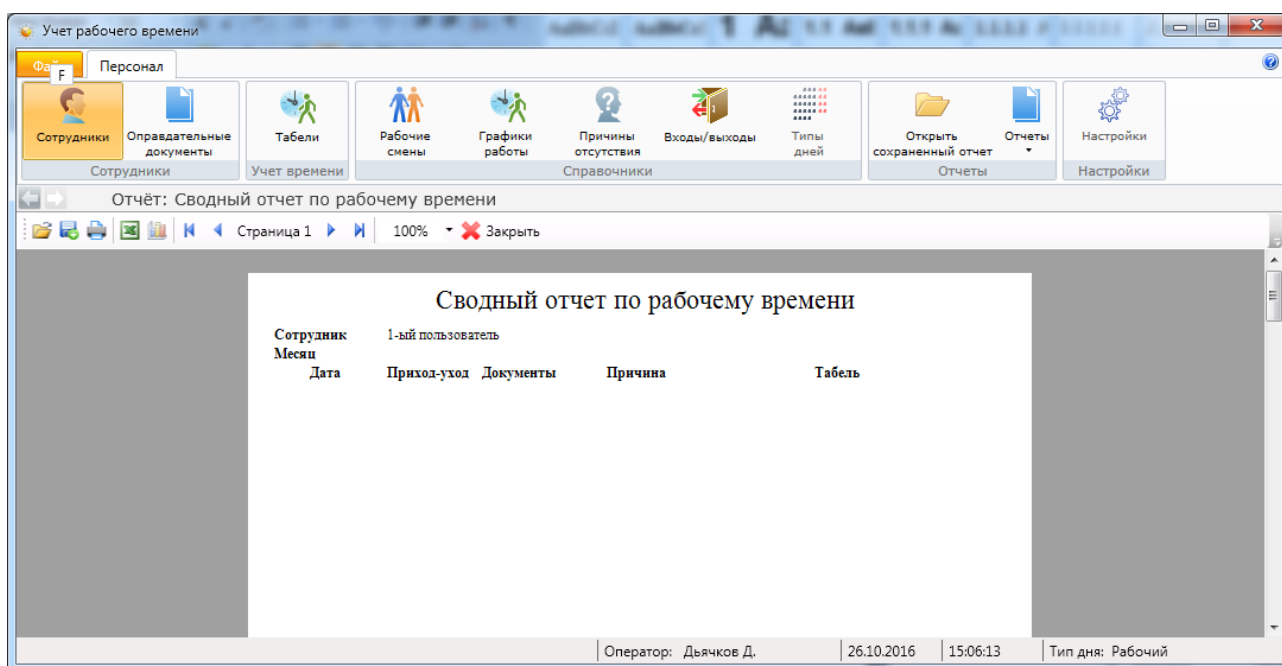 Учет рабочего времени
F
Персонал
Сотрудники Оправдательные документы Табели Рабочие смены Графики работы Причины отсутствия Входы/выходы Типы дней Открыть сохраненный отчет Отчеты Настройки
Сотрудники Учет времени Справочники Отчеты Настройки
Отчёт: Сводный отчет по рабочему времени
Страница 1 100% Закрыть
Сводный отчет по рабочему времени
Сотрудник 1-ый пользователь
Месяц
Дата Приход-уход Документы Причина Табель
Оператор: Дьячков Д. 26.10.2016 15:06:13 Тип дня: Рабочий